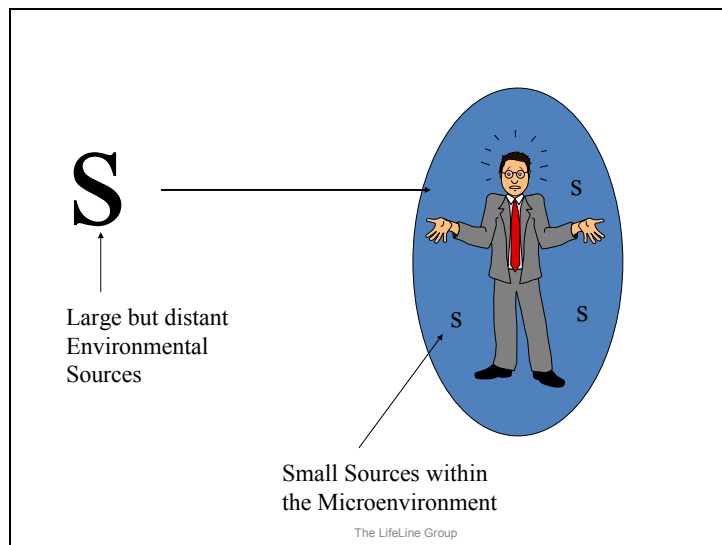 S
s
s
s
Large but distant
Environmental
Sources
Small Sources within
the Microenvironment
The LifeLine Group